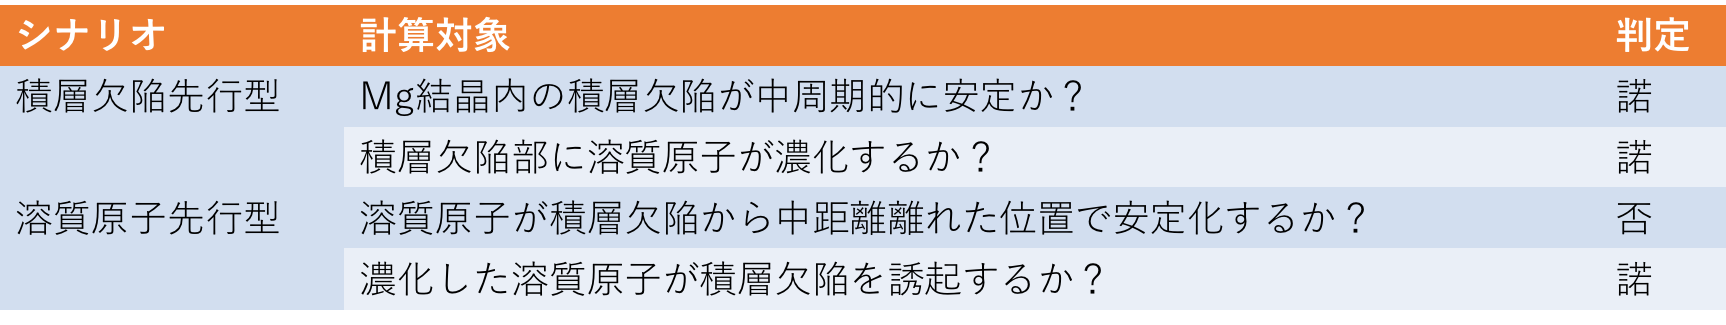 シナリオ 計算対象 判定
積層欠陥先行型 Mg結晶内の積層欠陥が中周期的に安定か？ 諾
積層欠陥部に溶質原子が濃化するか？ 諾
溶質原子先行型 溶質原子が積層欠陥から中距離離れた位置で安定化するか？ 否
濃化した溶質原子が積層欠陥を誘起するか？ 諾